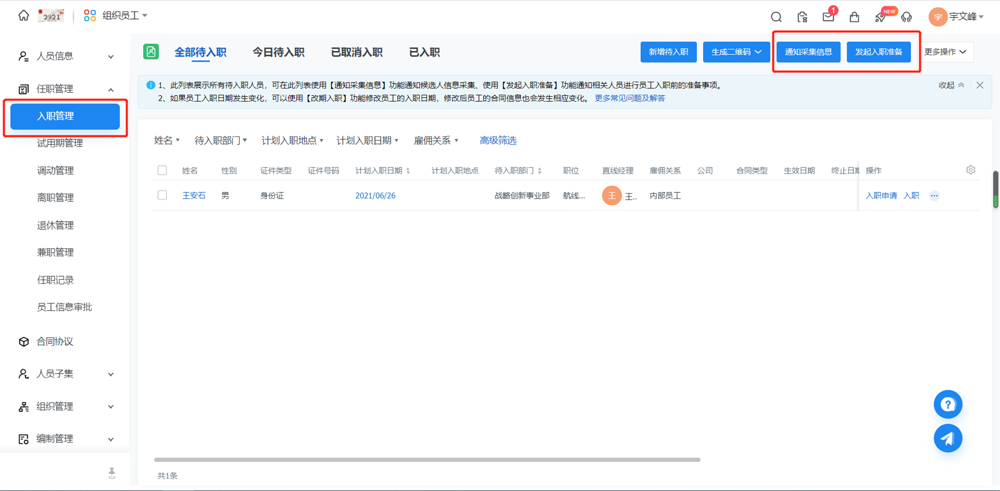 2021 组织员工
1
NEW
宇 宇文峰
人员信息
任职管理
入职管理
试用期管理
调动管理
离职管理
退休管理
兼职管理
任职记录
员工信息审批
合同协议
人员子集
组织管理
编制管理
全部待入职 今日待入职 已取消入职 已入职
新增待入职 生成二维码 通知采集信息 发起入职准备 更多操作
1、此列表展示所有待入职人员，可在此列表使用【通知采集信息】功能通知候选人信息采集、使用【发起入职准备】功能通知相关人员进行员工入职前的准备事项。
收起
2、如果员工入职日期发生变化，可以使用【改期入职】功能修改员工的入职日期，修改后员工的合同信息也会发生相应变化。 更多常见问题及解答
姓名 待入职部门 计划入职地点 计划入职日期 雇佣关系 高级筛选
姓名 性别 证件类型 证件号码 计划入职日期 计划入职地点 待入职部门 职位 直线经理 雇佣关系 公司 合同类型 生效日期 终止日期 操作
王安石 男 身份证 2021/06/26 战略创新事业部 航线... 王 王.. 内部员工 入职申请 入职 ...
共1条